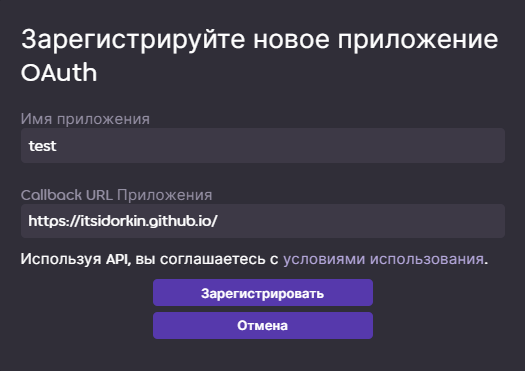 Зарегистрируйте новое приложение
OAuth
Имя приложения
test
Callback URL Приложения
https://itsidorkin.github.io/
Используя API, вы соглашаетесь с условиями использования.
Зарегистрировать
Отмена